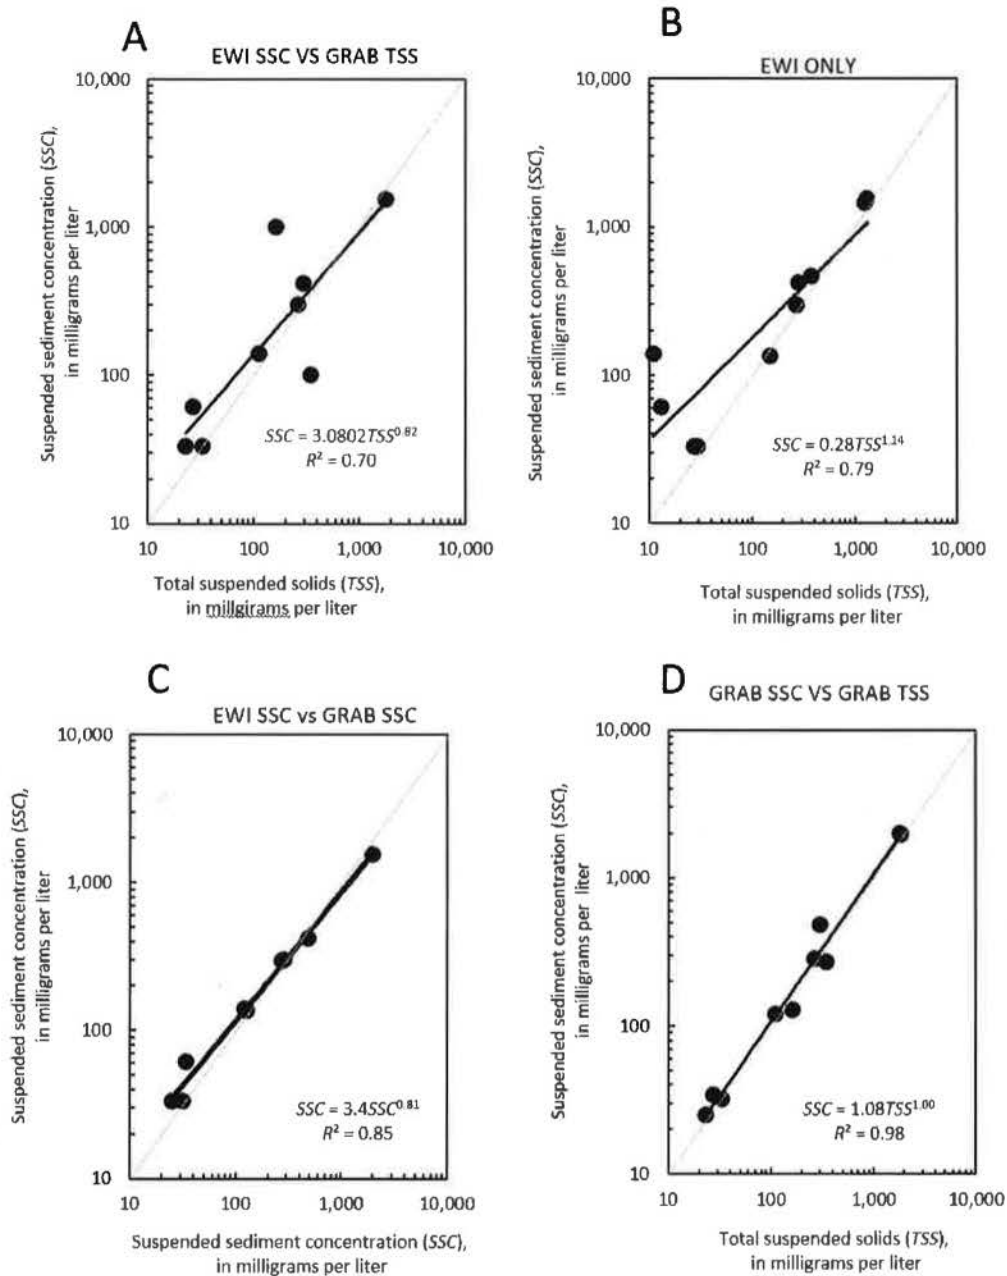 A
EWI SSC VS GRAB TSS
10,000
1,000
100
10
Suspended sediment concentration (SSC),
in milligrams per liter
SSC = 3.0802TSS^0.82
R² = 0.70
10 100 1,000 10,000
Total suspended solids (TSS),
in millgirams per liter
B
EWI ONLY
10,000
1,000
100
10
Suspended sediment concentration (SSC),
in milligrams per liter
SSC = 0.28TSS^1.14
R² = 0.79
10 100 1,000 10,000
Total suspended solids (TSS),
in milligrams per liter
C
EWI SSC vs GRAB SSC
10,000
1,000
100
10
Suspended sediment concentration (SSC),
in milligrams per liter
SSC = 3.4SSC^0.81
R² = 0.85
10 100 1,000 10,000
Suspended sediment concentration (SSC),
in milligrams per liter
D
GRAB SSC VS GRAB TSS
10,000
1,000
100
10
Suspended sediment concentration (SSC),
in milligrams per liter
SSC = 1.08TSS^1.00
R² = 0.98
10 100 1,000 10,000
Total suspended solids (TSS),
in milligrams per liter